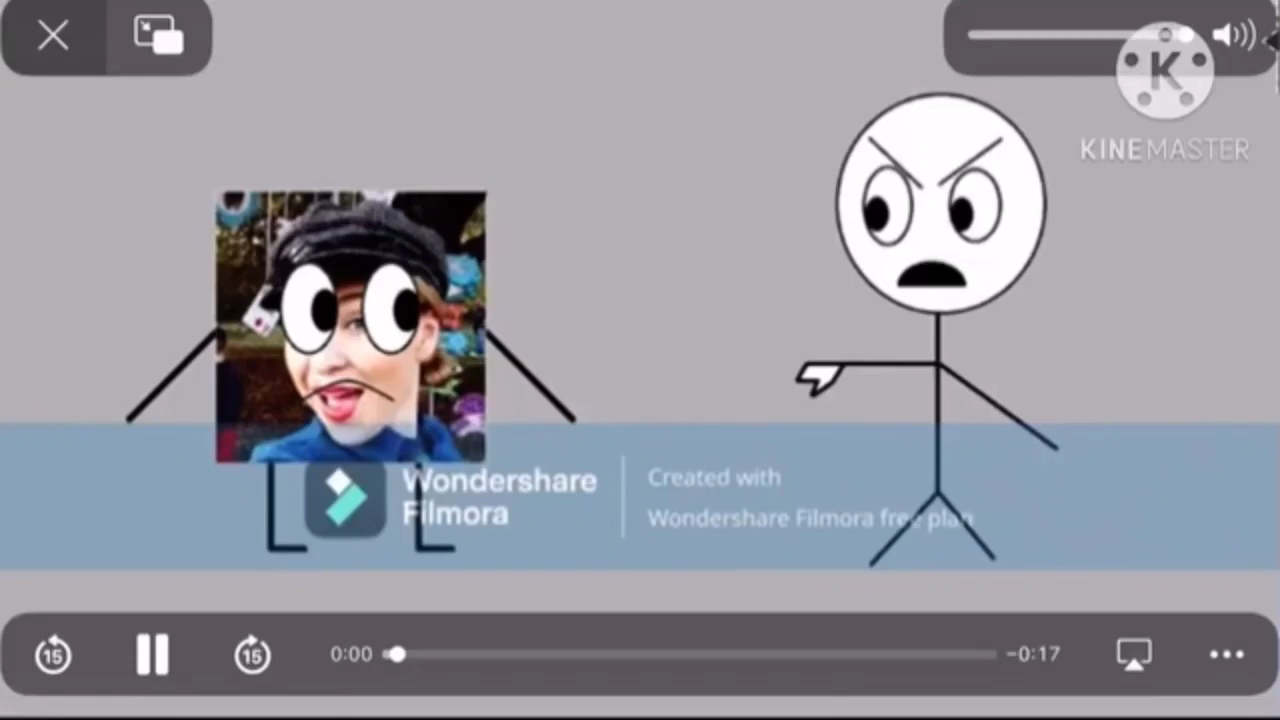 K
KINEMASTER
Wondershare
Filmora
Created with
Wondershare Filmora free plan
15
15
0:00
-0:17